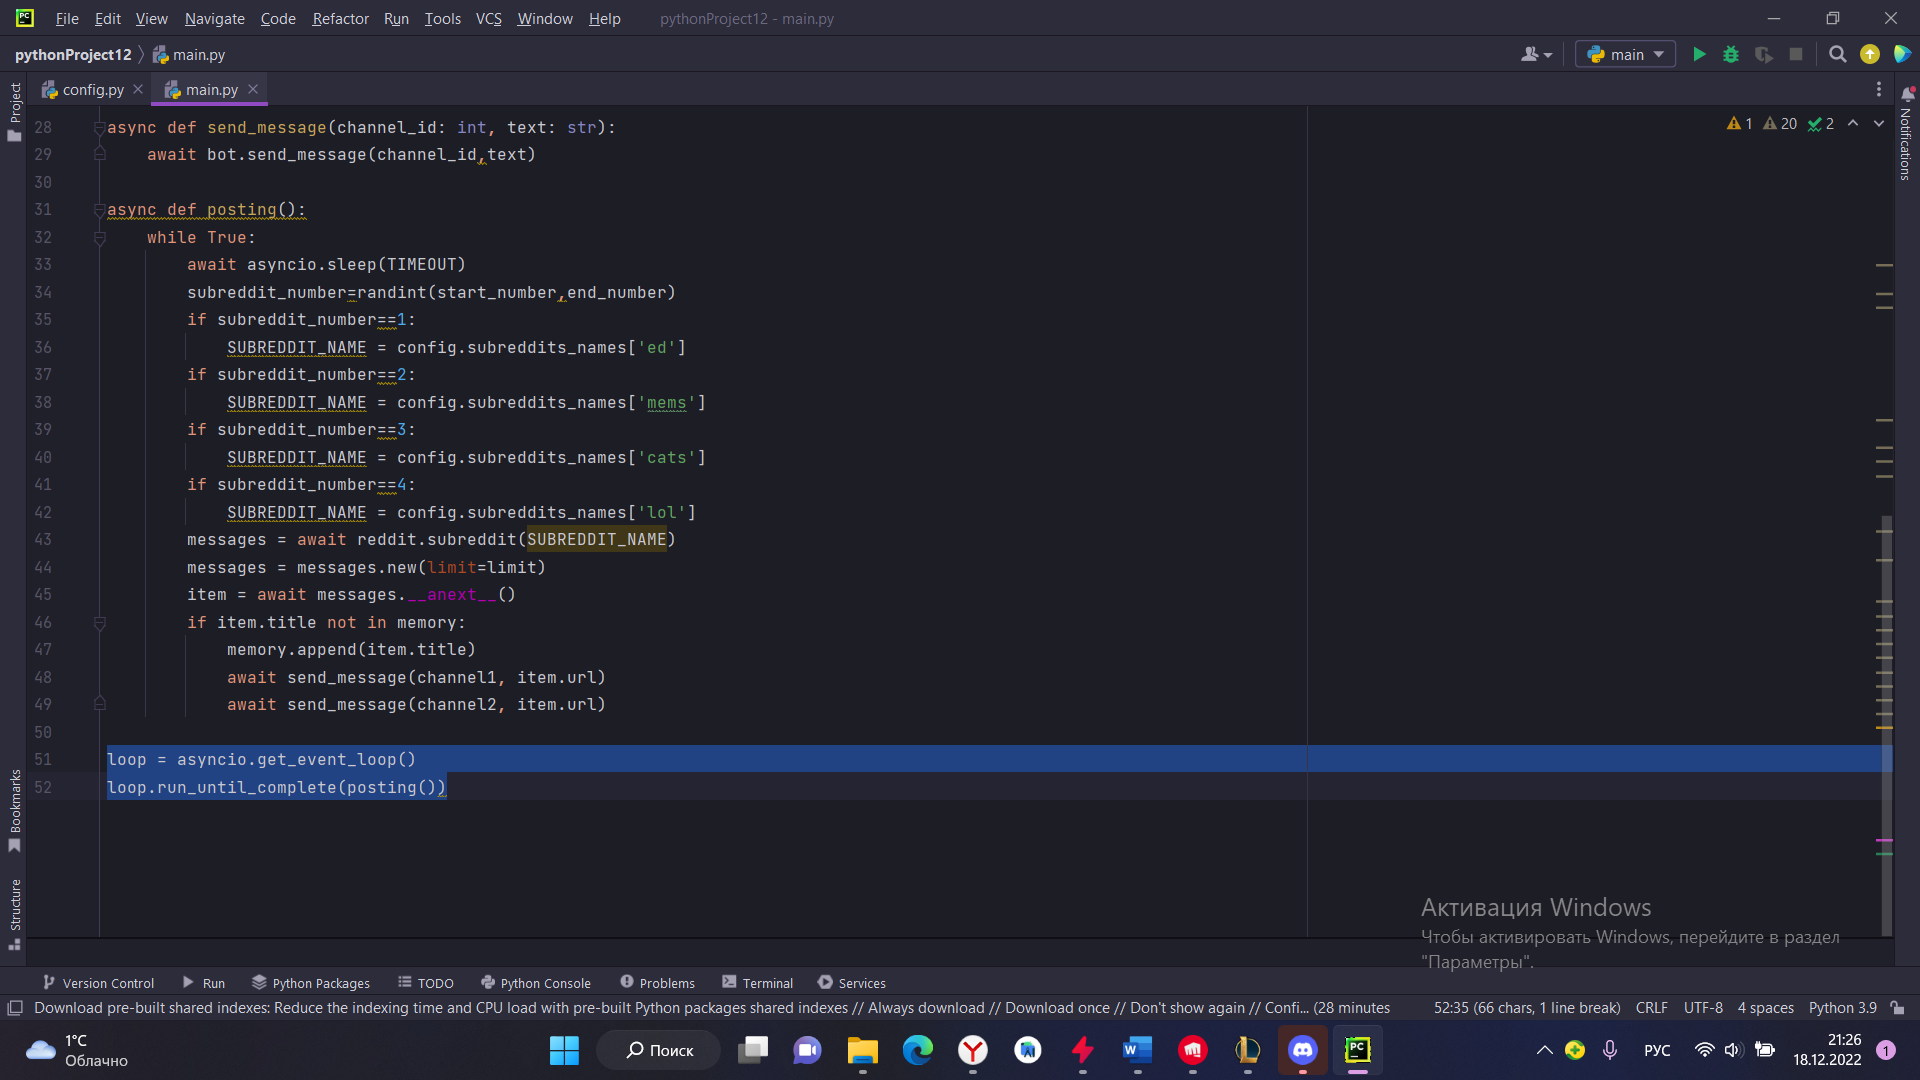 File Edit View Navigate Code Refactor Run Tools VCS Window Help pythonProject12 - main.py
pythonProject12 main.py main
Project config.py main.py
Notifications
1 20 2
28 async def send_message(channel_id: int, text: str):
29     await bot.send_message(channel_id,text)
30
31 async def posting():
32     while True:
33         await asyncio.sleep(TIMEOUT)
34         subreddit_number=randint(start_number,end_number)
35         if subreddit_number==1:
36             SUBREDDIT_NAME = config.subreddits_names['ed']
37         if subreddit_number==2:
38             SUBREDDIT_NAME = config.subreddits_names['mems']
39         if subreddit_number==3:
40             SUBREDDIT_NAME = config.subreddits_names['cats']
41         if subreddit_number==4:
42             SUBREDDIT_NAME = config.subreddits_names['lol']
43         messages = await reddit.subreddit(SUBREDDIT_NAME)
44         messages = messages.new(limit=limit)
45         item = await messages.__anext__()
46         if item.title not in memory:
47             memory.append(item.title)
48             await send_message(channel1, item.url)
49             await send_message(channel2, item.url)
50
51 loop = asyncio.get_event_loop()
52 loop.run_until_complete(posting())
Bookmarks
Structure
Активация Windows
Чтобы активировать Windows, перейдите в раздел
"Параметры".
Version Control Run Python Packages TODO Python Console Problems Terminal Services
Download pre-built shared indexes: Reduce the indexing time and CPU load with pre-built Python packages shared indexes // Always download // Download once // Don't show again // Confi... (28 minutes 52:35 (66 chars, 1 line break) CRLF UTF-8 4 spaces Python 3.9
1°C
Облачно
Поиск
РУС
21:26
18.12.2022
1